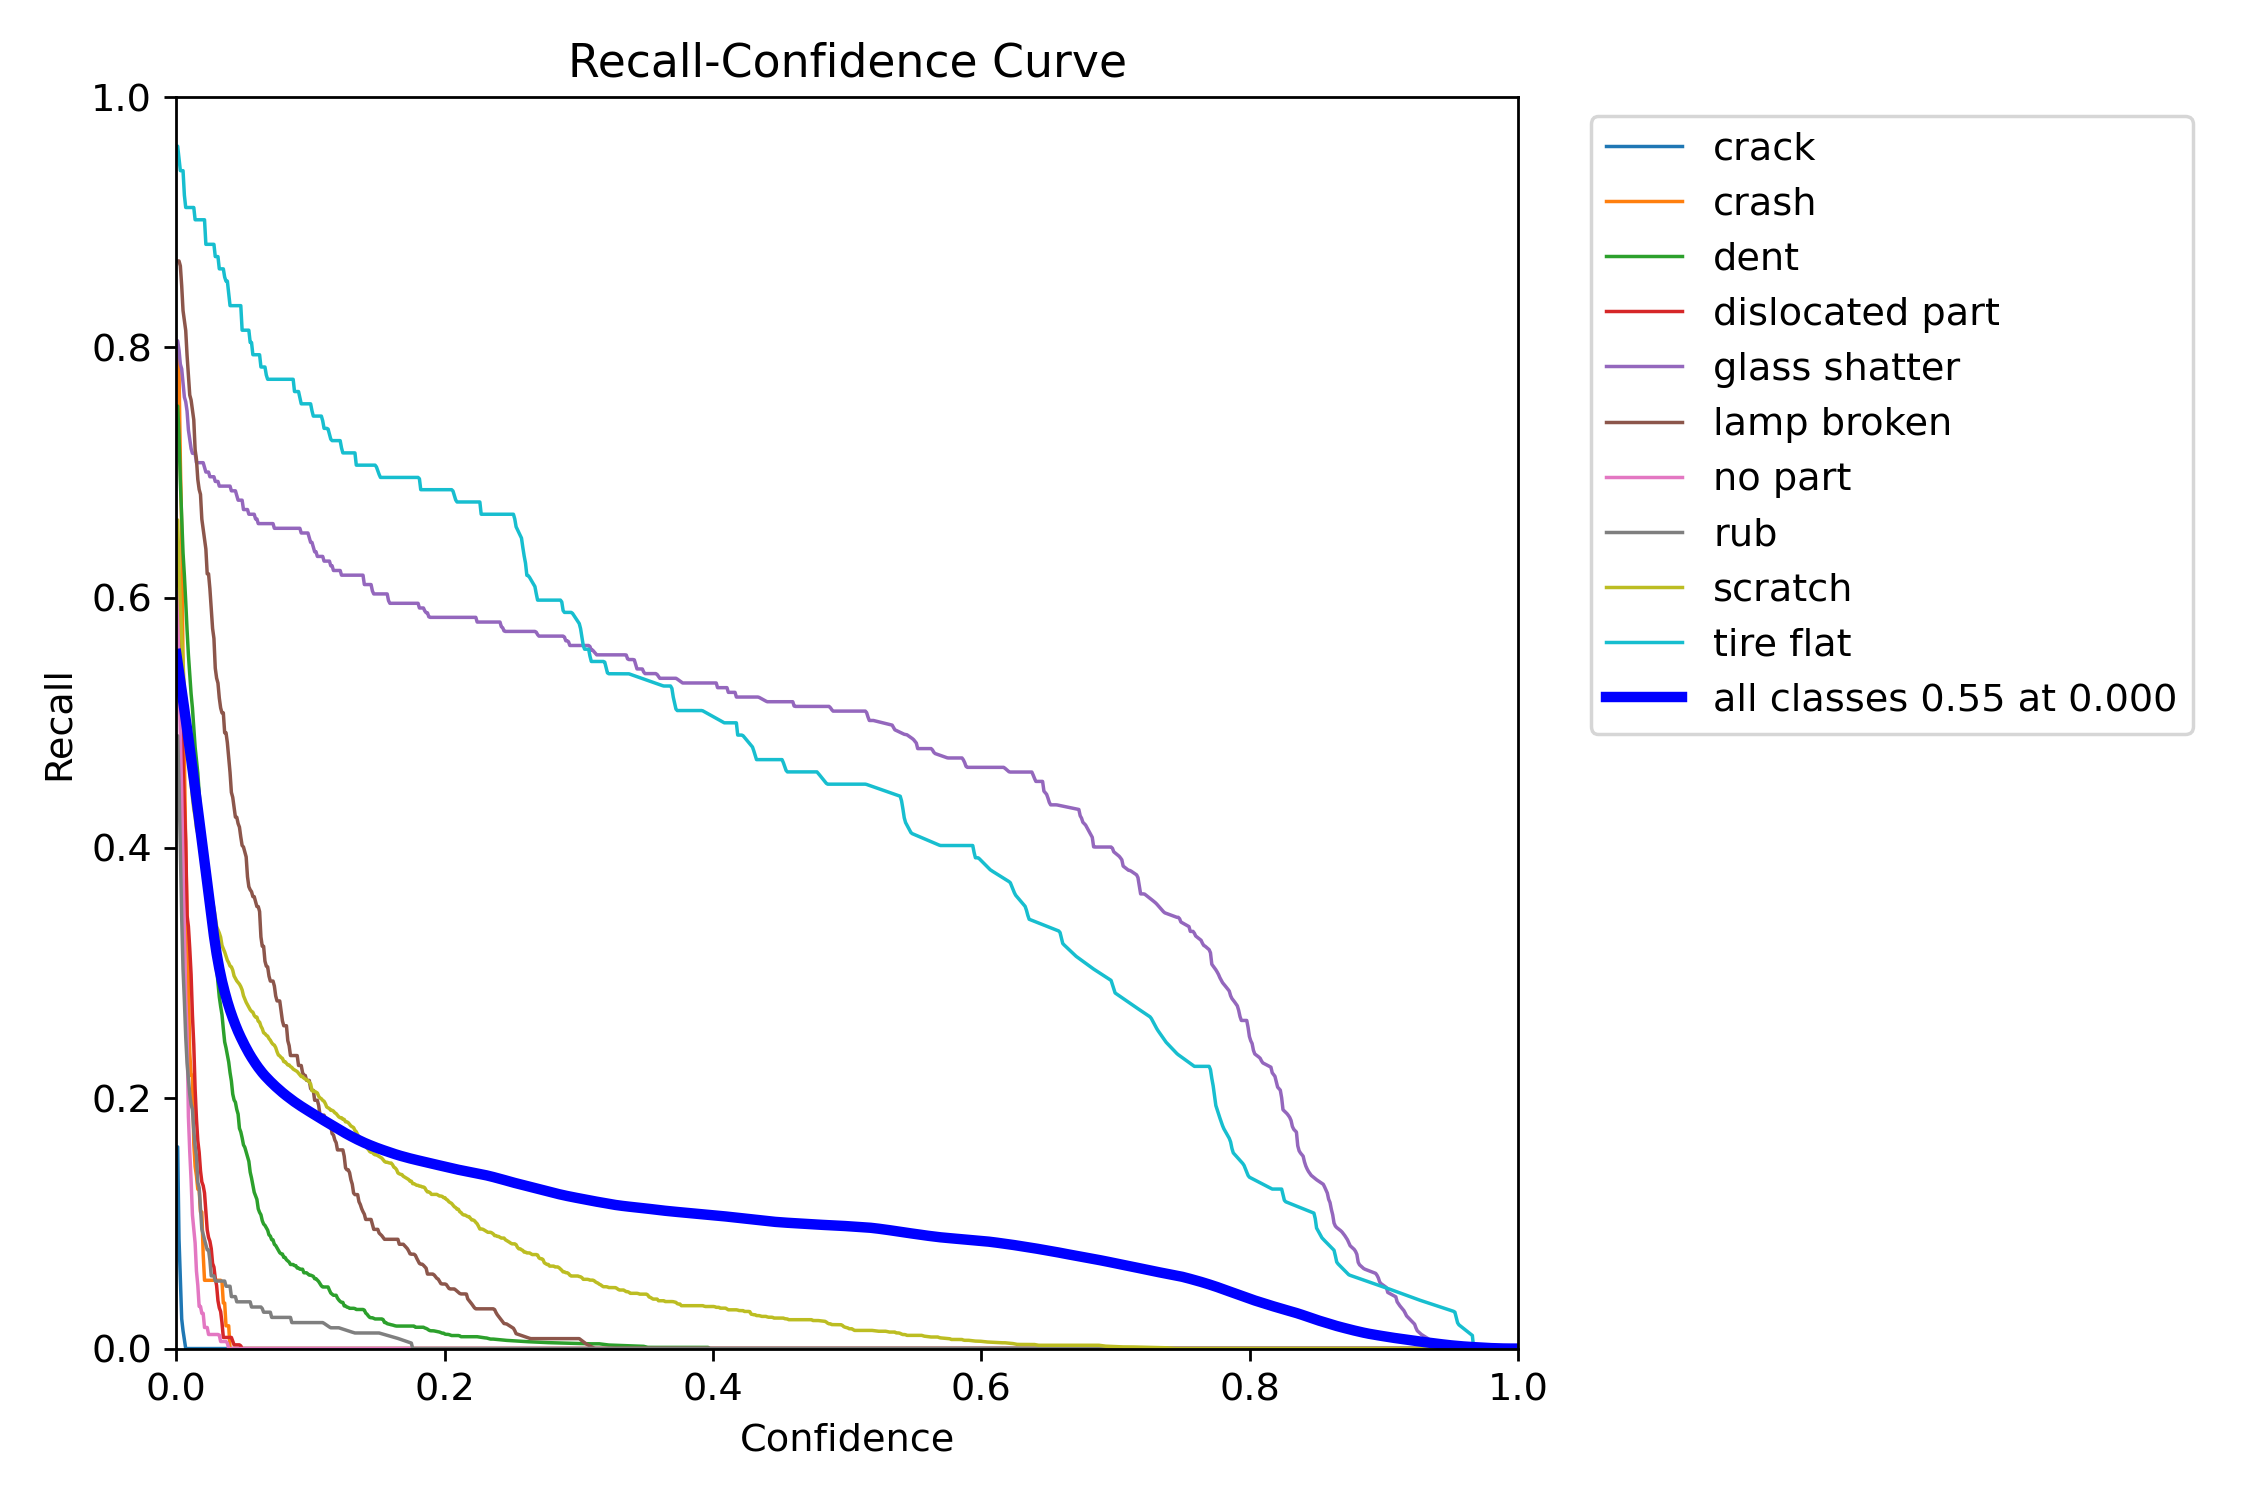 Recall-Confidence Curve
1.0
0.8
0.6
0.4
0.2
0.0
Recall
0.0 0.2 0.4 0.6 0.8 1.0
Confidence
crack
crash
dent
dislocated part
glass shatter
lamp broken
no part
rub
scratch
tire flat
all classes 0.55 at 0.000